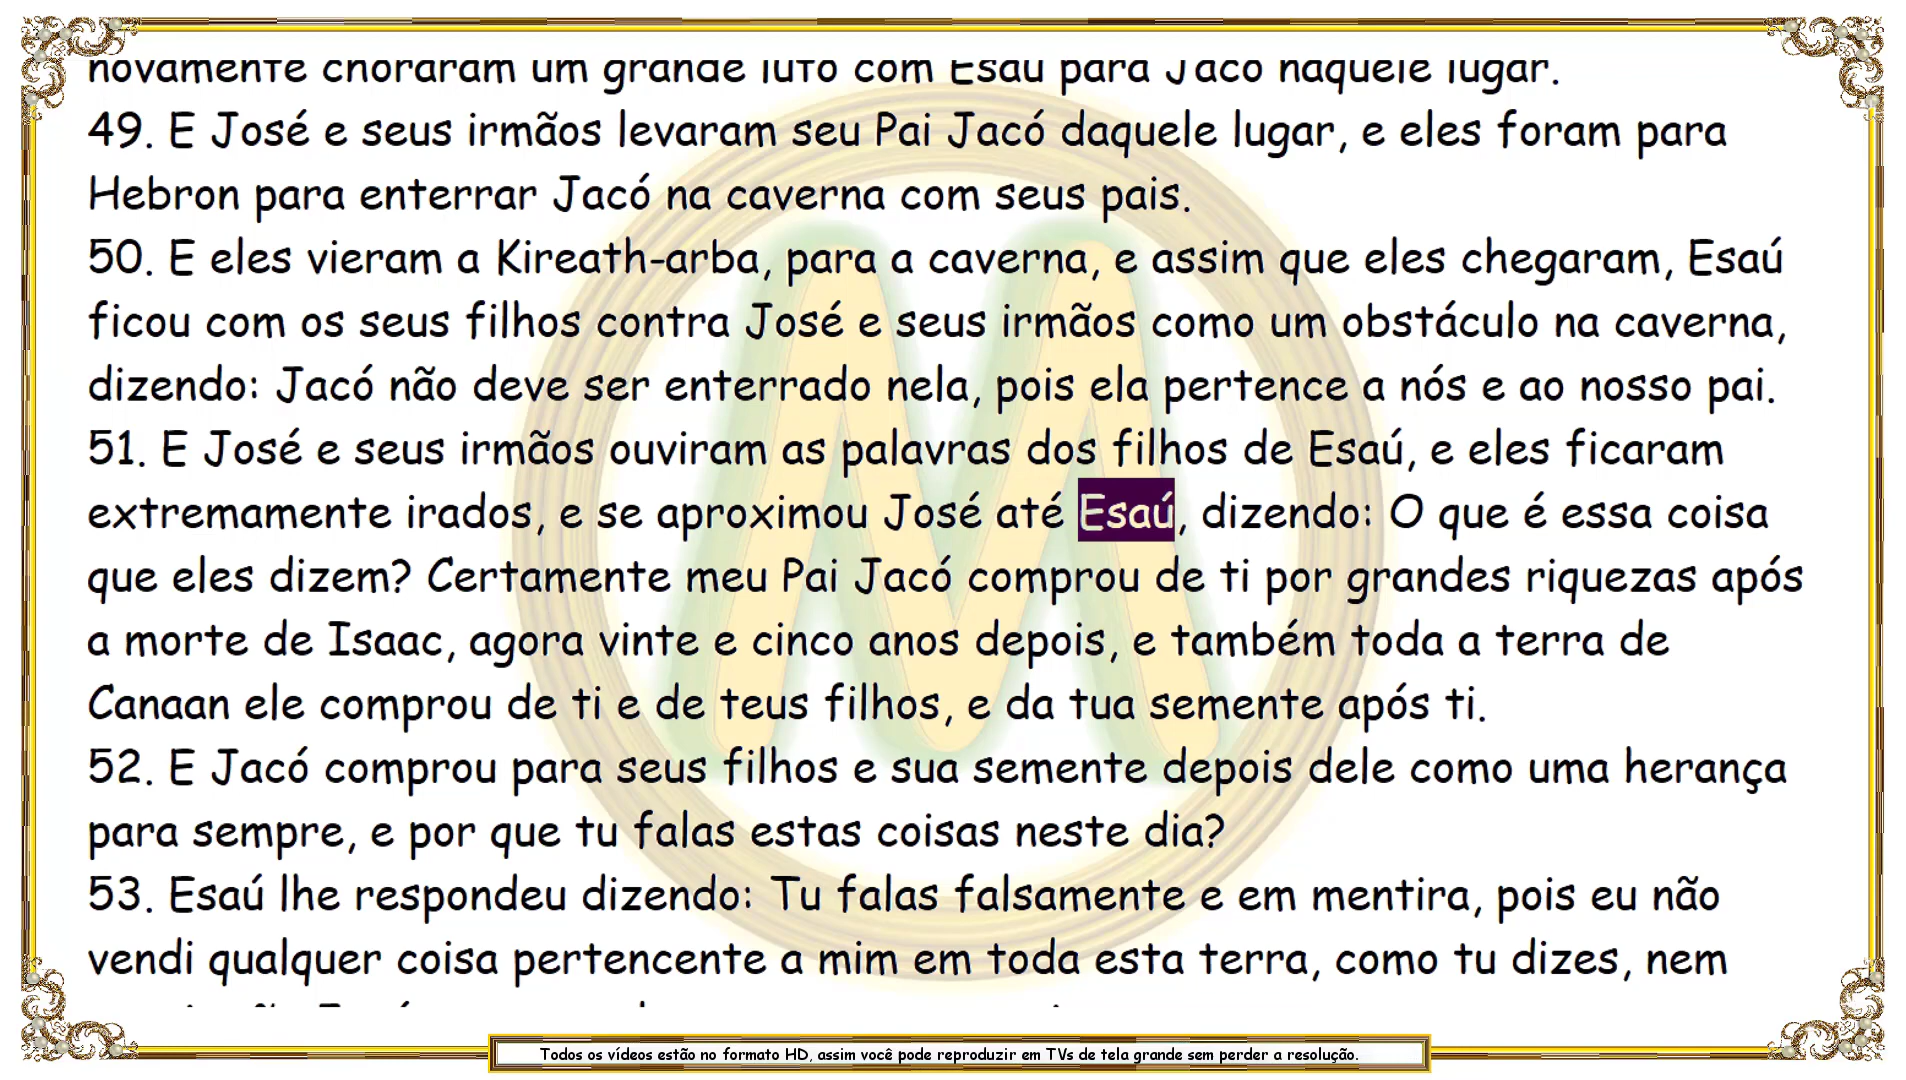 novamente choraram um grande luto com Esaú para Jacó naquele lugar.
49. E José e seus irmãos levaram seu Pai Jacó daquele lugar, e eles foram para
Hebron para enterrar Jacó na caverna com seus pais.
50. E eles vieram a Kireath-arba, para a caverna, e assim que eles chegaram, Esaú
ficou com os seus filhos contra José e seus irmãos como um obstáculo na caverna,
dizendo: Jacó não deve ser enterrado nela, pois ela pertence a nós e ao nosso pai.
51. E José e seus irmãos ouviram as palavras dos filhos de Esaú, e eles ficaram
extremamente irados, e se aproximou José até Esaú, dizendo: O que é essa coisa
que eles dizem? Certamente meu Pai Jacó comprou de ti por grandes riquezas após
a morte de Isaac, agora vinte e cinco anos depois, e também toda a terra de
Canaan ele comprou de ti e de teus filhos, e da tua semente após ti.
52. E Jacó comprou para seus filhos e sua semente depois dele como uma herança
para sempre, e por que tu falas estas coisas neste dia?
53. Esaú lhe respondeu dizendo: Tu falas falsamente e em mentira, pois eu não
vendi qualquer coisa pertencente a mim em toda esta terra, como tu dizes, nem
Todos os vídeos estão no formato HD, assim você pode reproduzir em TVs de tela grande sem perder a resolução.